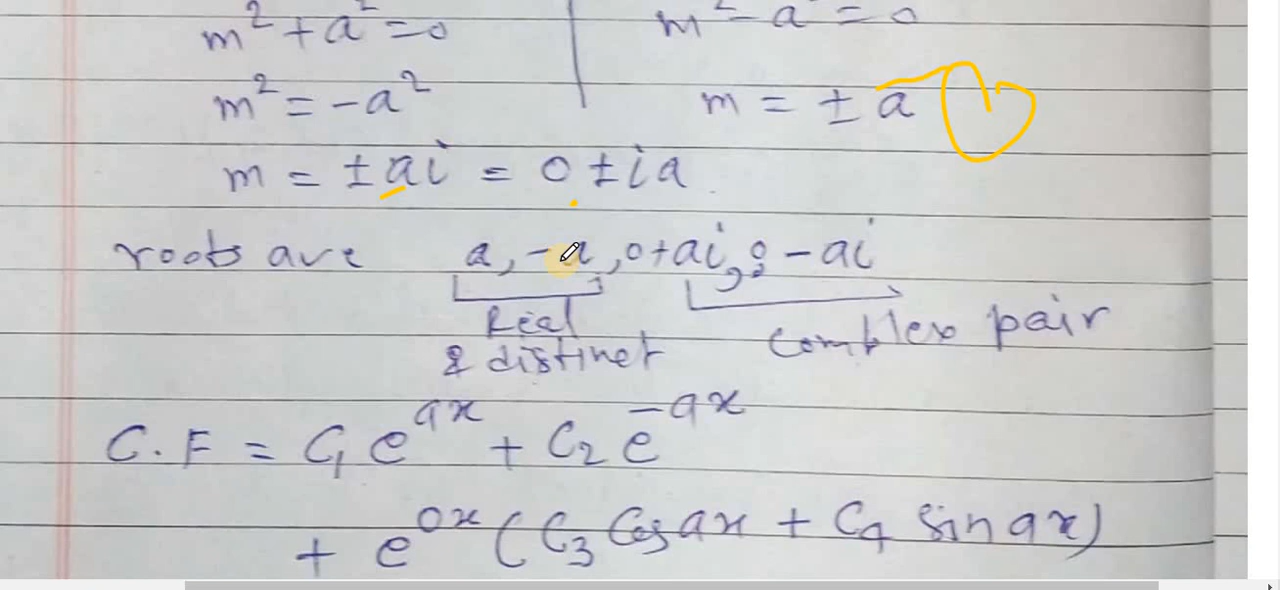 m² + a² = 0
m² - a² = 0
m² = -a²
m = ± a
m = ± ai = 0 ± ia
roots are a, -a, 0+ai, 0 - ai
Real
& distinct
complex pair
C.F = C₁ e^ax + C₂ e^-ax
+ e^0x (C₃ Cos ax + C₄ Sin ax)